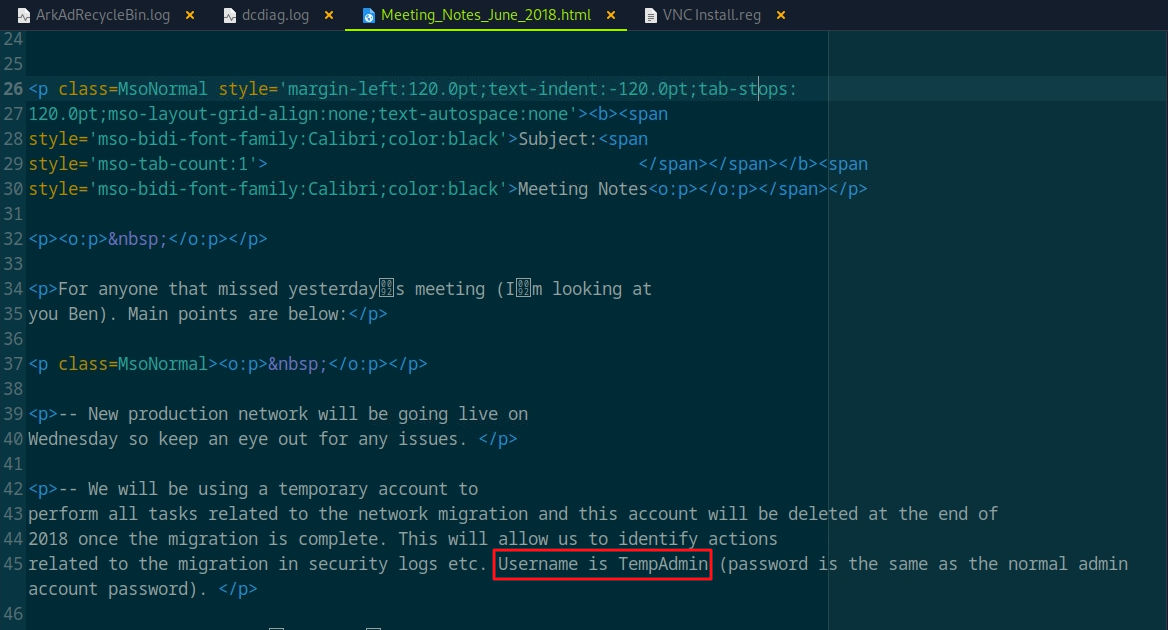 ArkAdRecycleBin.log × dcdiag.log × Meeting_Notes_June_2018.html × VNC Install.reg ×
24
25
26 <p class=MsoNormal style='margin-left:120.0pt;text-indent:-120.0pt;tab-stops:
27 120.0pt;mso-layout-grid-align:none;text-autospace:none'><b><span
28 style='mso-bidi-font-family:Calibri;color:black'>Subject:<span
29 style='mso-tab-count:1'>                                     </span></span></b><span
30 style='mso-bidi-font-family:Calibri;color:black'>Meeting Notes<o:p></o:p></span></p>
31
32 <p><o:p>&nbsp;</o:p></p>
33
34 <p>For anyone that missed yesterday0092s meeting (I0092m looking at
35 you Ben). Main points are below:</p>
36
37 <p class=MsoNormal><o:p>&nbsp;</o:p></p>
38
39 <p>-- New production network will be going live on
40 Wednesday so keep an eye out for any issues. </p>
41
42 <p>-- We will be using a temporary account to
43 perform all tasks related to the network migration and this account will be deleted at the end of
44 2018 once the migration is complete. This will allow us to identify actions
45 related to the migration in security logs etc. Username is TempAdmin (password is the same as the normal admin
account password). </p>
46